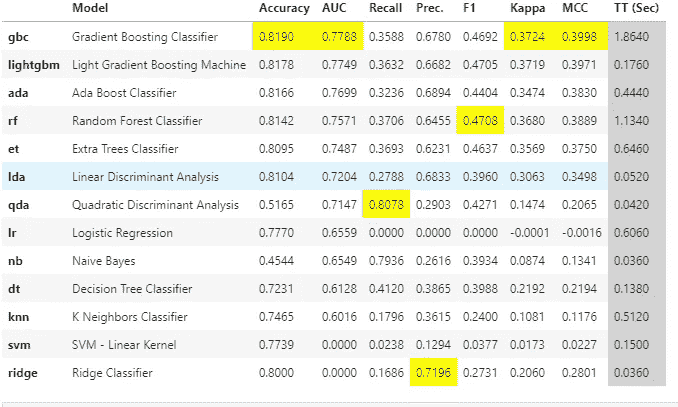 Model Accuracy AUC Recall Prec. F1 Kappa MCC TT (Sec)
gbc Gradient Boosting Classifier 0.8190 0.7788 0.3588 0.6780 0.4692 0.3724 0.3998 1.8640
lightgbm Light Gradient Boosting Machine 0.8178 0.7749 0.3632 0.6682 0.4705 0.3719 0.3971 0.1760
ada Ada Boost Classifier 0.8166 0.7699 0.3236 0.6894 0.4404 0.3474 0.3830 0.4440
rf Random Forest Classifier 0.8142 0.7571 0.3706 0.6455 0.4708 0.3680 0.3889 1.1340
et Extra Trees Classifier 0.8095 0.7487 0.3693 0.6231 0.4637 0.3569 0.3750 0.6460
lda Linear Discriminant Analysis 0.8104 0.7204 0.2788 0.6833 0.3960 0.3063 0.3498 0.0520
qda Quadratic Discriminant Analysis 0.5165 0.7147 0.8078 0.2903 0.4271 0.1474 0.2065 0.0420
lr Logistic Regression 0.7770 0.6559 0.0000 0.0000 0.0000 -0.0001 -0.0016 0.6060
nb Naive Bayes 0.4544 0.6549 0.7936 0.2616 0.3934 0.0874 0.1341 0.0360
dt Decision Tree Classifier 0.7231 0.6128 0.4120 0.3865 0.3988 0.2192 0.2194 0.1380
knn K Neighbors Classifier 0.7465 0.6016 0.1796 0.3615 0.2400 0.1081 0.1176 0.5120
svm SVM - Linear Kernel 0.7739 0.0000 0.0238 0.1294 0.0377 0.0173 0.0227 0.1500
ridge Ridge Classifier 0.8000 0.0000 0.1686 0.7196 0.2731 0.2060 0.2801 0.0360